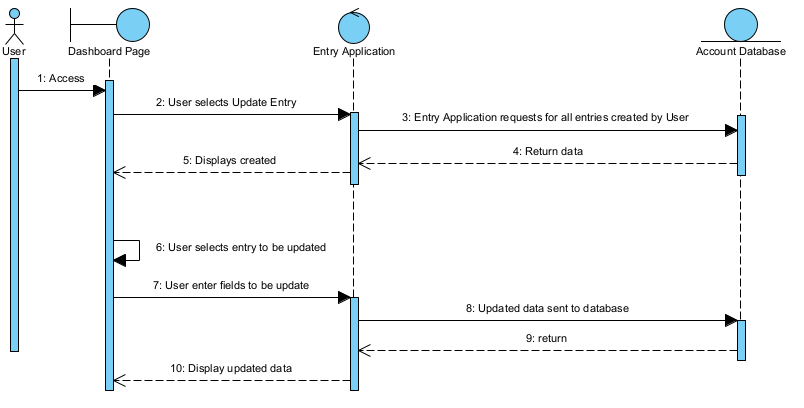 User
Dashboard Page
Entry Application
Account Database
1: Access
2: User selects Update Entry
3: Entry Application requests for all entries created by User
4: Return data
5: Displays created
6: User selects entry to be updated
7: User enter fields to be update
8: Updated data sent to database
9: return
10: Display updated data